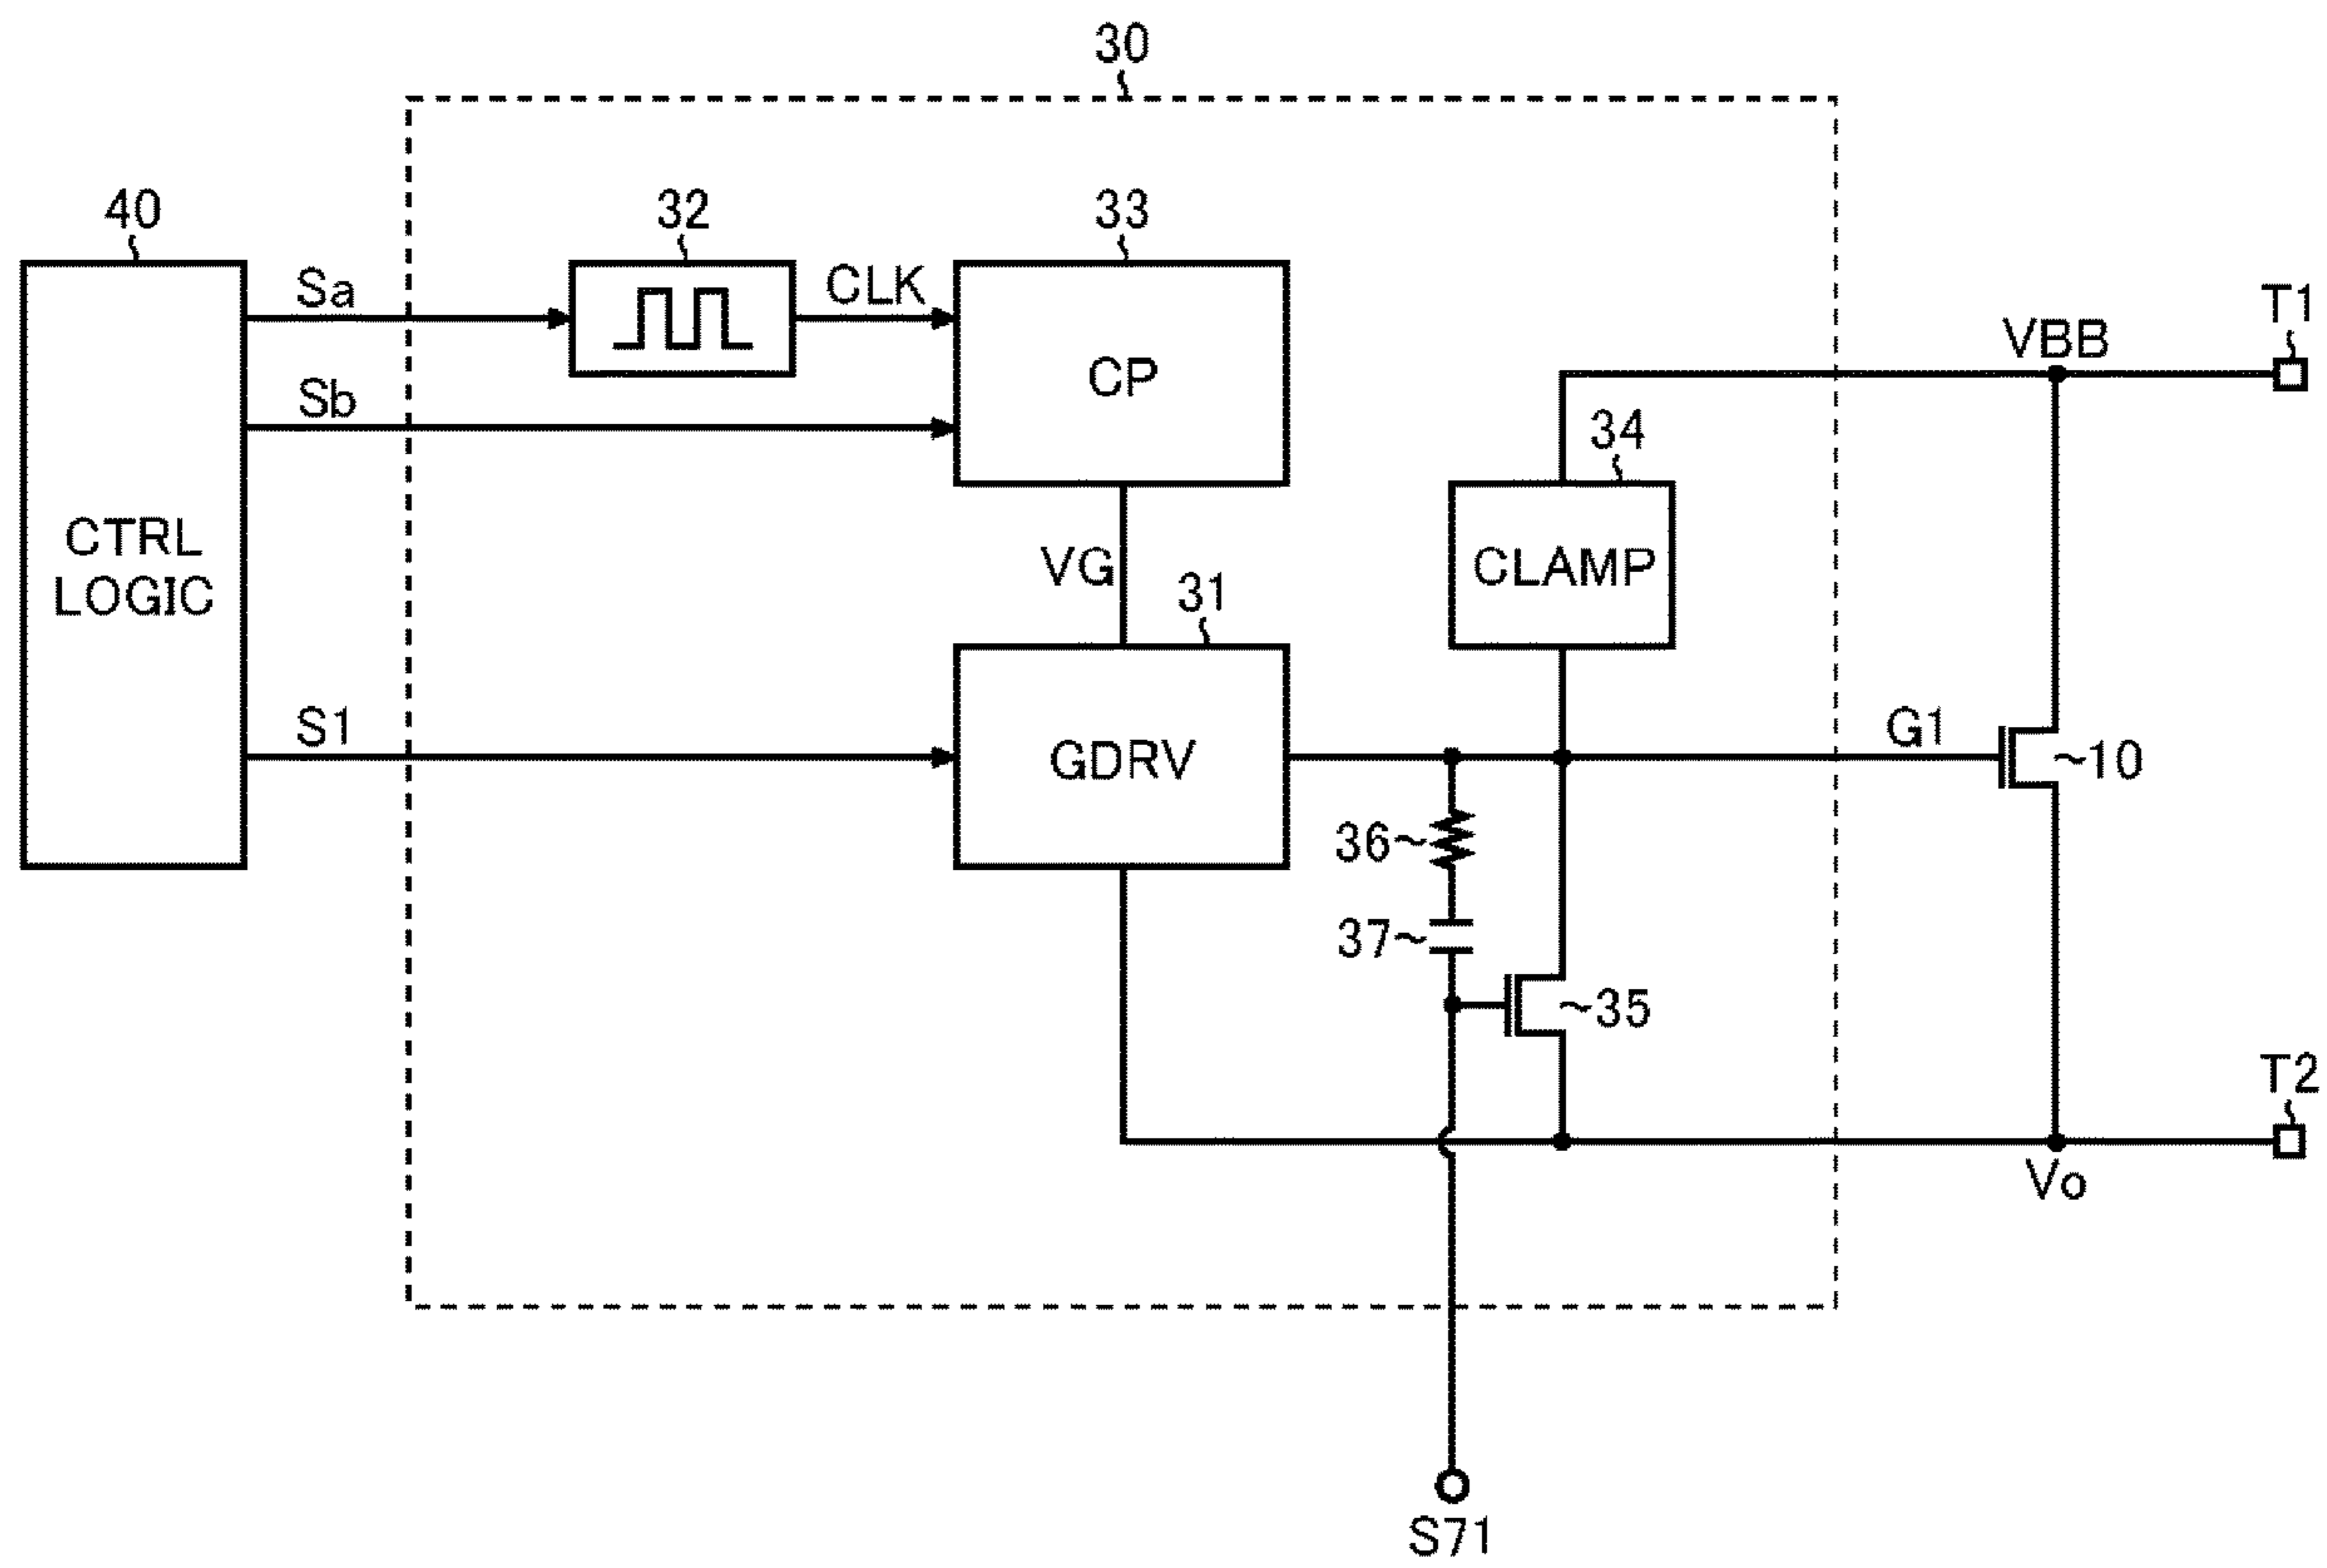 30
40
32
33
Sa
CLK
T1
VBB
CP
Sb
34
CTRL
LOGIC
VG
CLAMP
31
S1
GDRV
G1
~10
36~
37~
~35
T2
Vo
S71